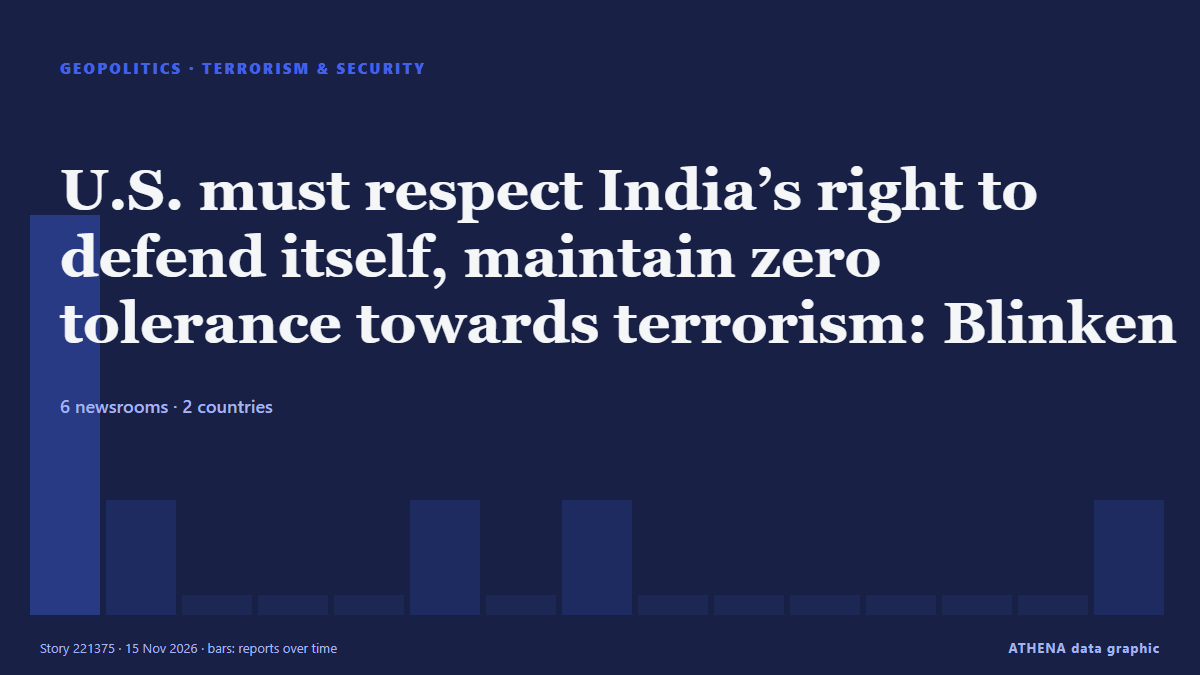 GEOPOLITICS · TERRORISM & SECURITY
U.S. must respect India’s right to
defend itself, maintain zero
tolerance towards terrorism: Blinken
6 newsrooms · 2 countries
Story 221375 · 15 Nov 2026 · bars: reports over time
ATHENA data graphic